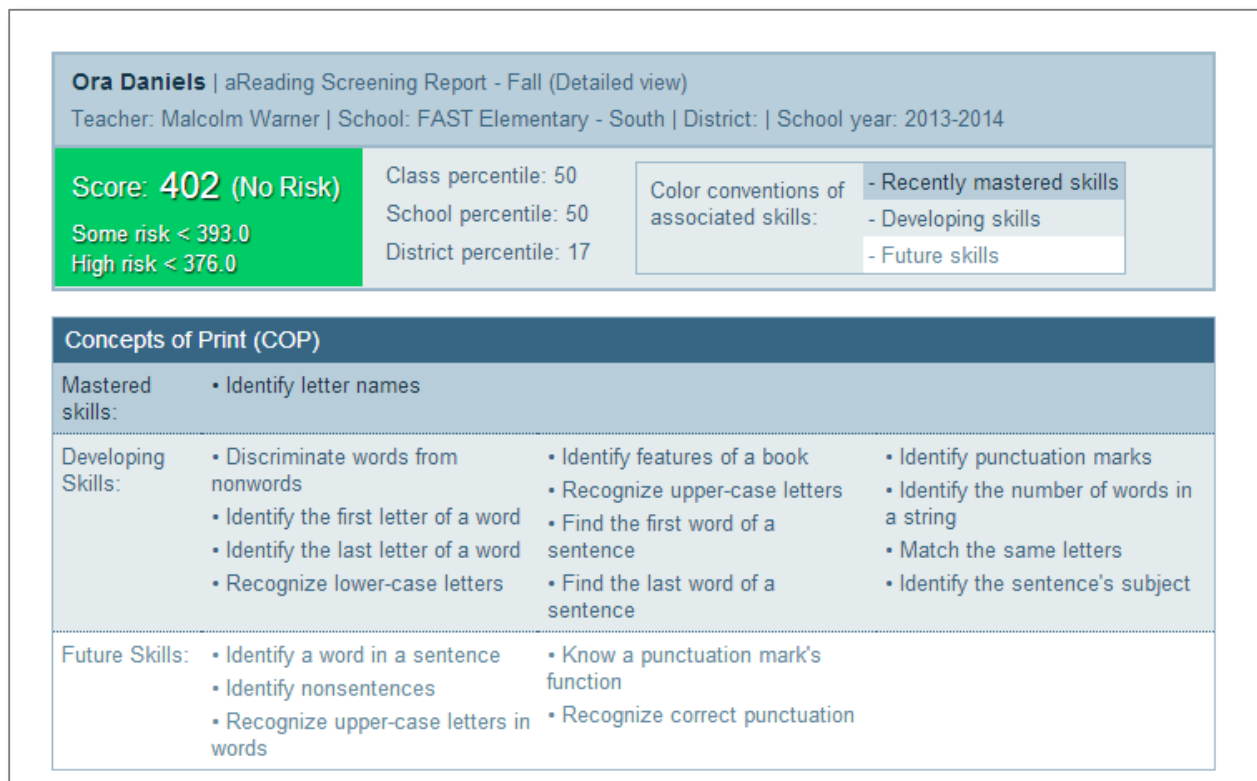 Ora Daniels | aReading Screening Report - Fall (Detailed view)
Teacher: Malcolm Warner | School: FAST Elementary - South | District: | School year: 2013-2014
Score: 402 (No Risk)
Some risk < 393.0
High risk < 376.0
Class percentile: 50
School percentile: 50
District percentile: 17
Color conventions of
associated skills:
- Recently mastered skills
- Developing skills
- Future skills
Concepts of Print (COP)
Mastered
skills:
• Identify letter names
Developing
Skills:
• Discriminate words from
nonwords
• Identify the first letter of a word
• Identify the last letter of a word
• Recognize lower-case letters
• Identify features of a book
• Recognize upper-case letters
• Find the first word of a
sentence
• Find the last word of a
sentence
• Identify punctuation marks
• Identify the number of words in
a string
• Match the same letters
• Identify the sentence's subject
Future Skills:
• Identify a word in a sentence
• Identify nonsentences
• Recognize upper-case letters in
words
• Know a punctuation mark's
function
• Recognize correct punctuation